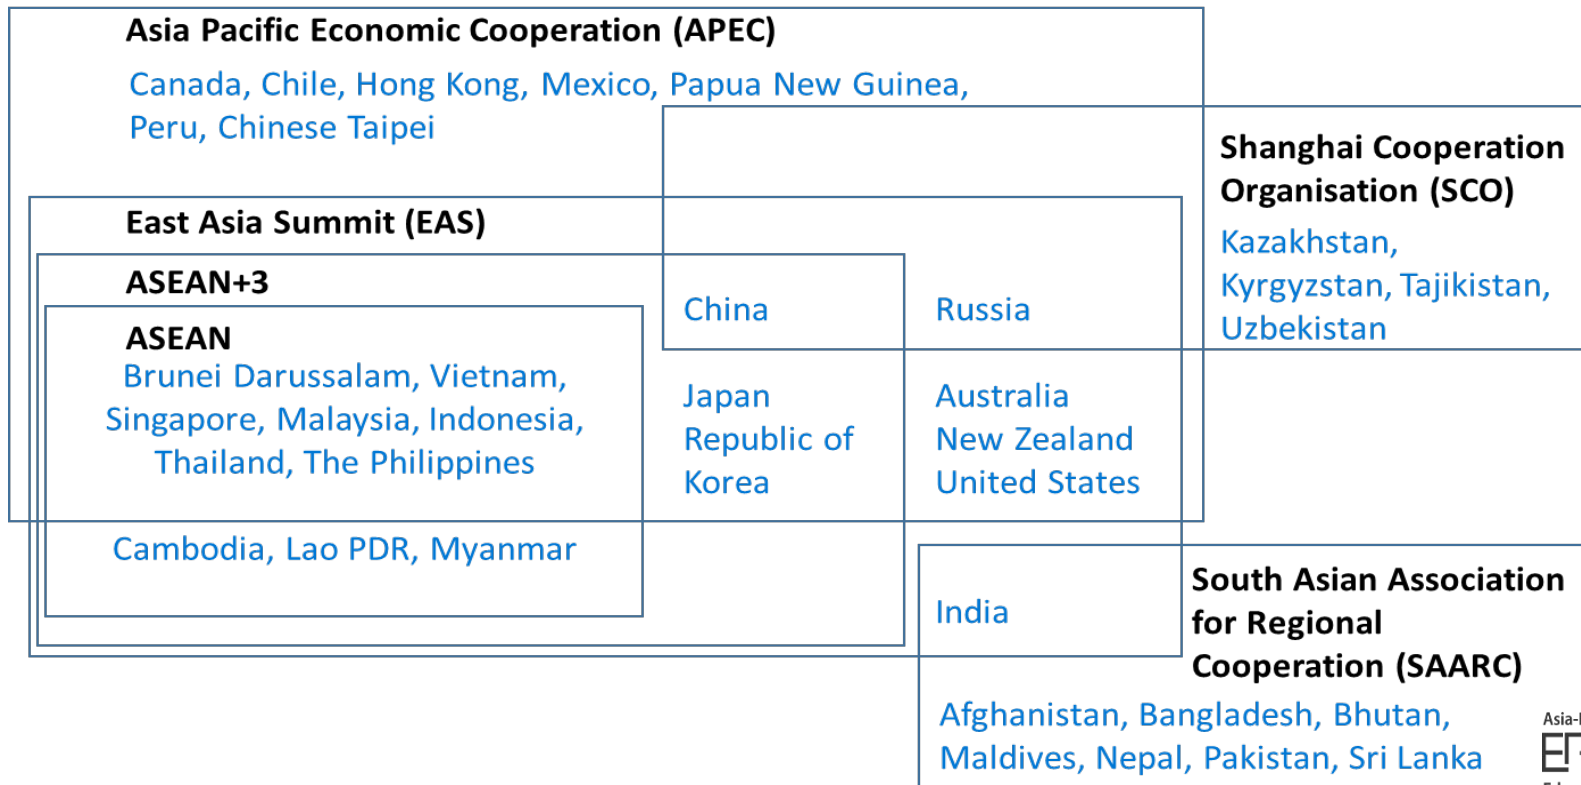 Asia Pacific Economic Cooperation (APEC)
Canada, Chile, Hong Kong, Mexico, Papua New Guinea,
Peru, Chinese Taipei
Shanghai Cooperation
Organisation (SCO)
Kazakhstan,
Kyrgyzstan, Tajikistan,
Uzbekistan
East Asia Summit (EAS)
ASEAN+3
ASEAN
Brunei Darussalam, Vietnam,
Singapore, Malaysia, Indonesia,
Thailand, The Philippines
China
Russia
Japan
Republic of
Korea
Australia
New Zealand
United States
Cambodia, Lao PDR, Myanmar
India
South Asian Association
for Regional
Cooperation (SAARC)
Afghanistan, Bangladesh, Bhutan,
Maldives, Nepal, Pakistan, Sri Lanka